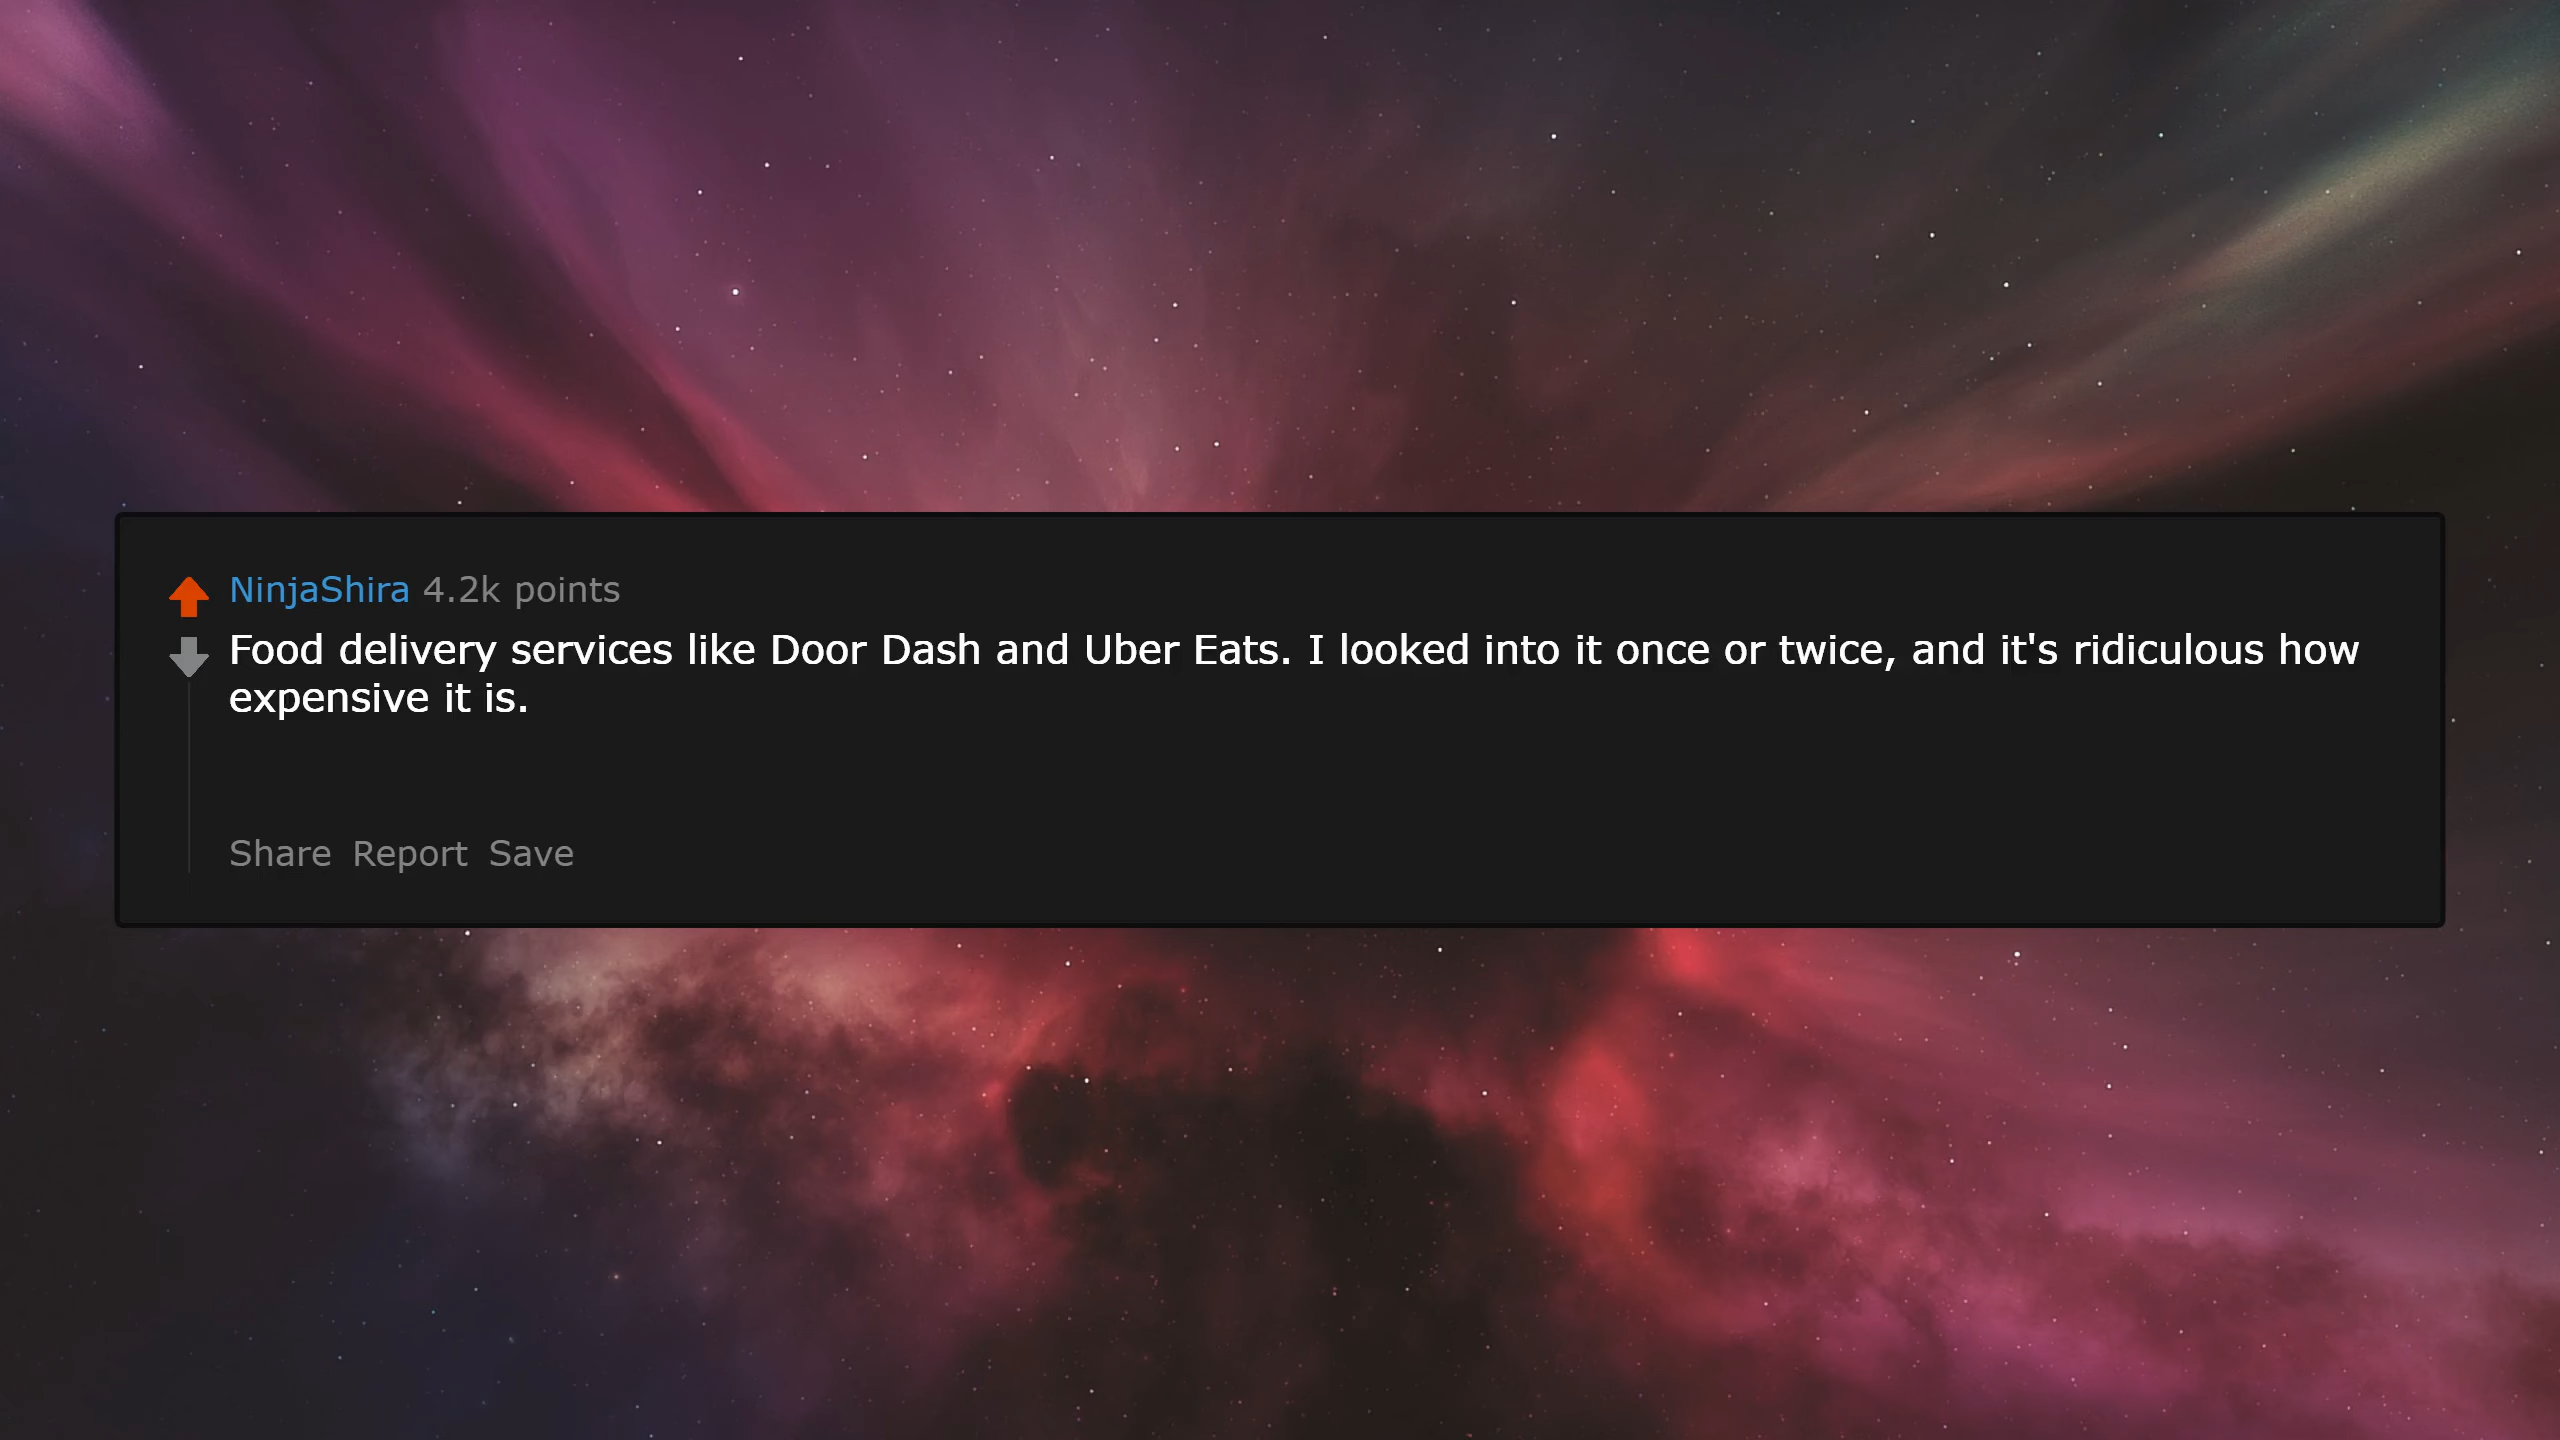 NinjaShira 4.2k points
Food delivery services like Door Dash and Uber Eats. I looked into it once or twice, and it's ridiculous how
expensive it is.
Share Report Save